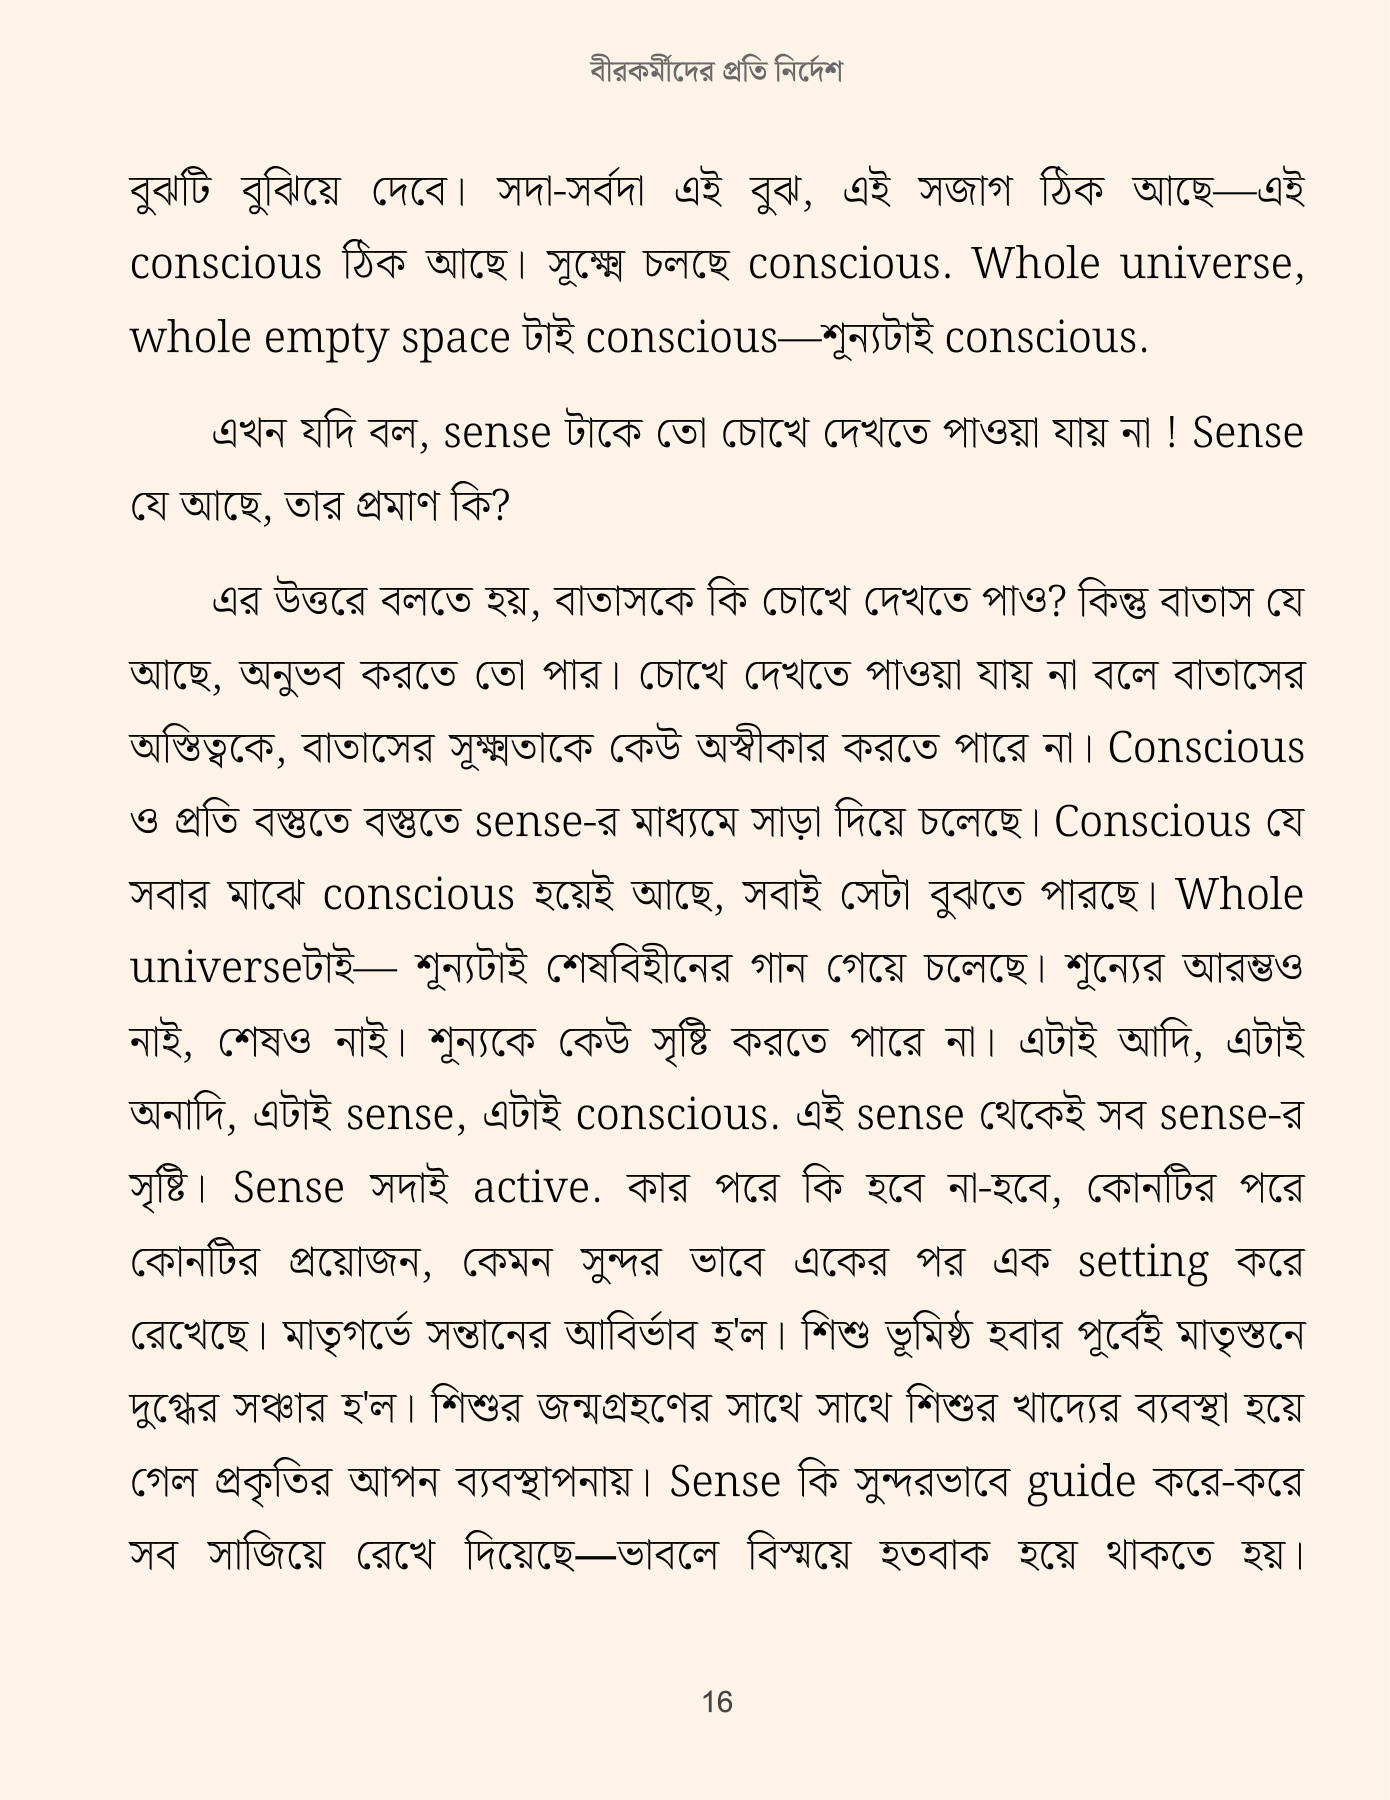 বীরকর্মীদের প্রতি নির্দেশ
বুঝটি বুঝিয়ে দেবে। সদা-সর্বদা এই বুঝ, এই সজাগ ঠিক আছে—এই
conscious ঠিক আছে। সূক্ষ্মে চলছে conscious. Whole universe,
whole empty space টাই conscious—শূন্যটাই conscious.
এখন যদি বল, sense টাকে তো চোখে দেখতে পাওয়া যায় না ! Sense
যে আছে, তার প্রমাণ কি?
এর উত্তরে বলতে হয়, বাতাসকে কি চোখে দেখতে পাও? কিন্তু বাতাস যে
আছে, অনুভব করতে তো পার। চোখে দেখতে পাওয়া যায় না বলে বাতাসের
অস্তিত্বকে, বাতাসের সূক্ষ্মতাকে কেউ অস্বীকার করতে পারে না। Conscious
ও প্রতি বস্তুতে বস্তুতে sense-র মাধ্যমে সাড়া দিয়ে চলেছে। Conscious যে
সবার মাঝে conscious হয়েই আছে, সবাই সেটা বুঝতে পারছে। Whole
universeটাই— শূন্যটাই শেষবিহীনের গান গেয়ে চলেছে। শূন্যের আরম্ভও
নাই, শেষও নাই। শূন্যকে কেউ সৃষ্টি করতে পারে না। এটাই আদি, এটাই
অনাদি, এটাই sense, এটাই conscious. এই sense থেকেই সব sense-র
সৃষ্টি। Sense সদাই active. কার পরে কি হবে না-হবে, কোনটির পরে
কোনটির প্রয়োজন, কেমন সুন্দর ভাবে একের পর এক setting করে
রেখেছে। মাতৃগর্ভে সন্তানের আবির্ভাব হ'ল। শিশু ভূমিষ্ঠ হবার পূর্বেই মাতৃস্তনে
দুগ্ধের সঞ্চার হ'ল। শিশুর জন্মগ্রহণের সাথে সাথে শিশুর খাদ্যের ব্যবস্থা হয়ে
গেল প্রকৃতির আপন ব্যবস্থাপনায়। Sense কি সুন্দরভাবে guide করে-করে
সব সাজিয়ে রেখে দিয়েছে—ভাবলে বিস্ময়ে হতবাক হয়ে থাকতে হয়।
16